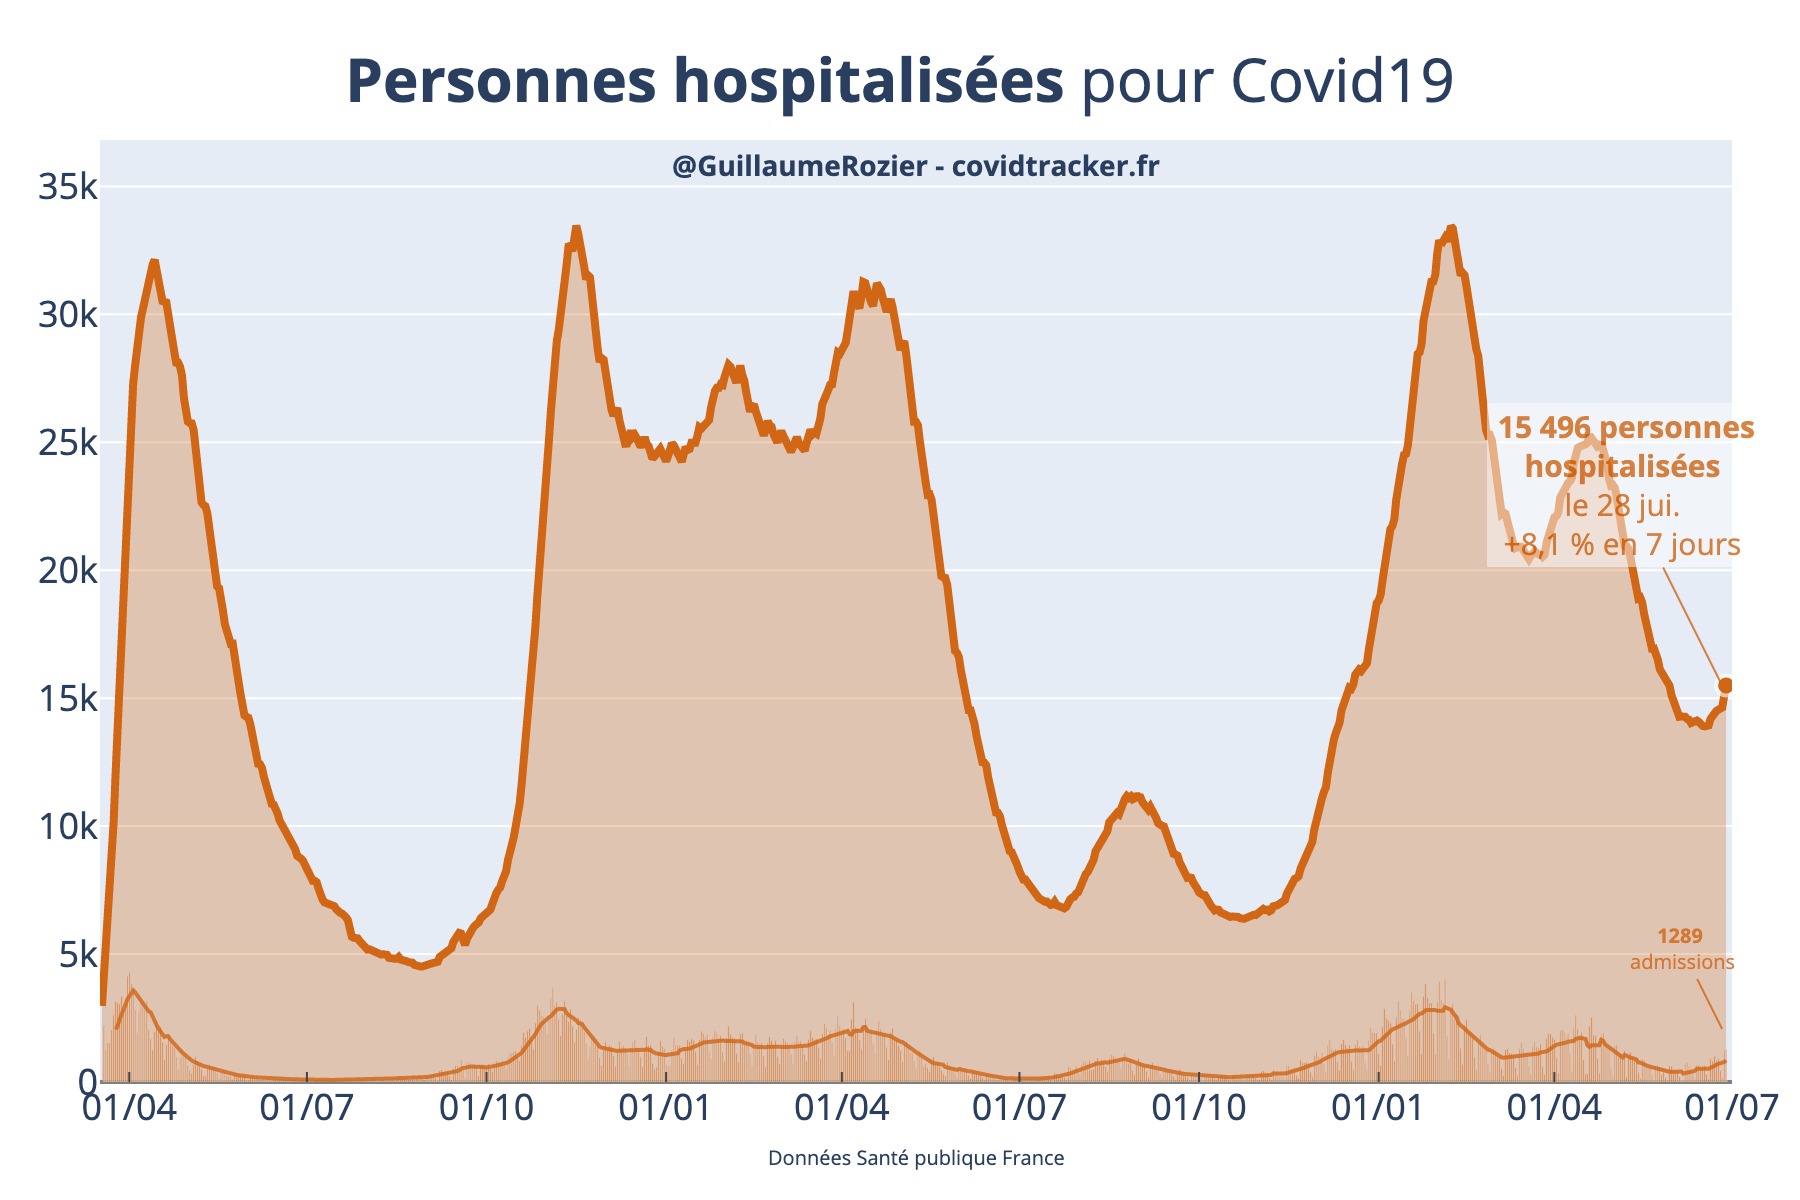 Personnes hospitalisées pour Covid19
@GuillaumeRozier - covidtracker.fr
35k
30k
25k
20k
15k
10k
5k
0
15 496 personnes
hospitalisées
le 28 jui.
+8,1 % en 7 jours
1289
admissions
01/04
01/07
01/10
01/01
01/04
01/07
01/10
01/01
01/04
01/07
Données Santé publique France